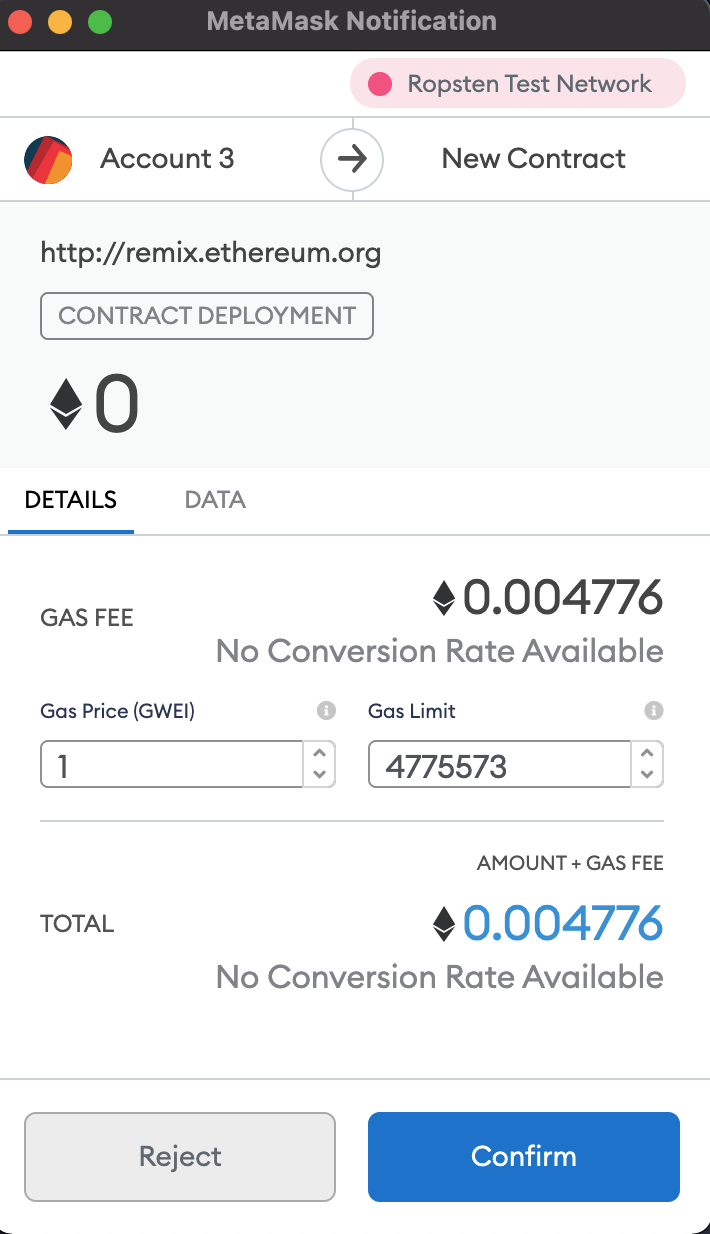 MetaMask Notification
Ropsten Test Network
Account 3
New Contract
http://remix.ethereum.org
CONTRACT DEPLOYMENT
0
DETAILS
DATA
GAS FEE
0.004776
No Conversion Rate Available
Gas Price (GWEI)
Gas Limit
1
4775573
AMOUNT + GAS FEE
TOTAL
0.004776
No Conversion Rate Available
Reject
Confirm